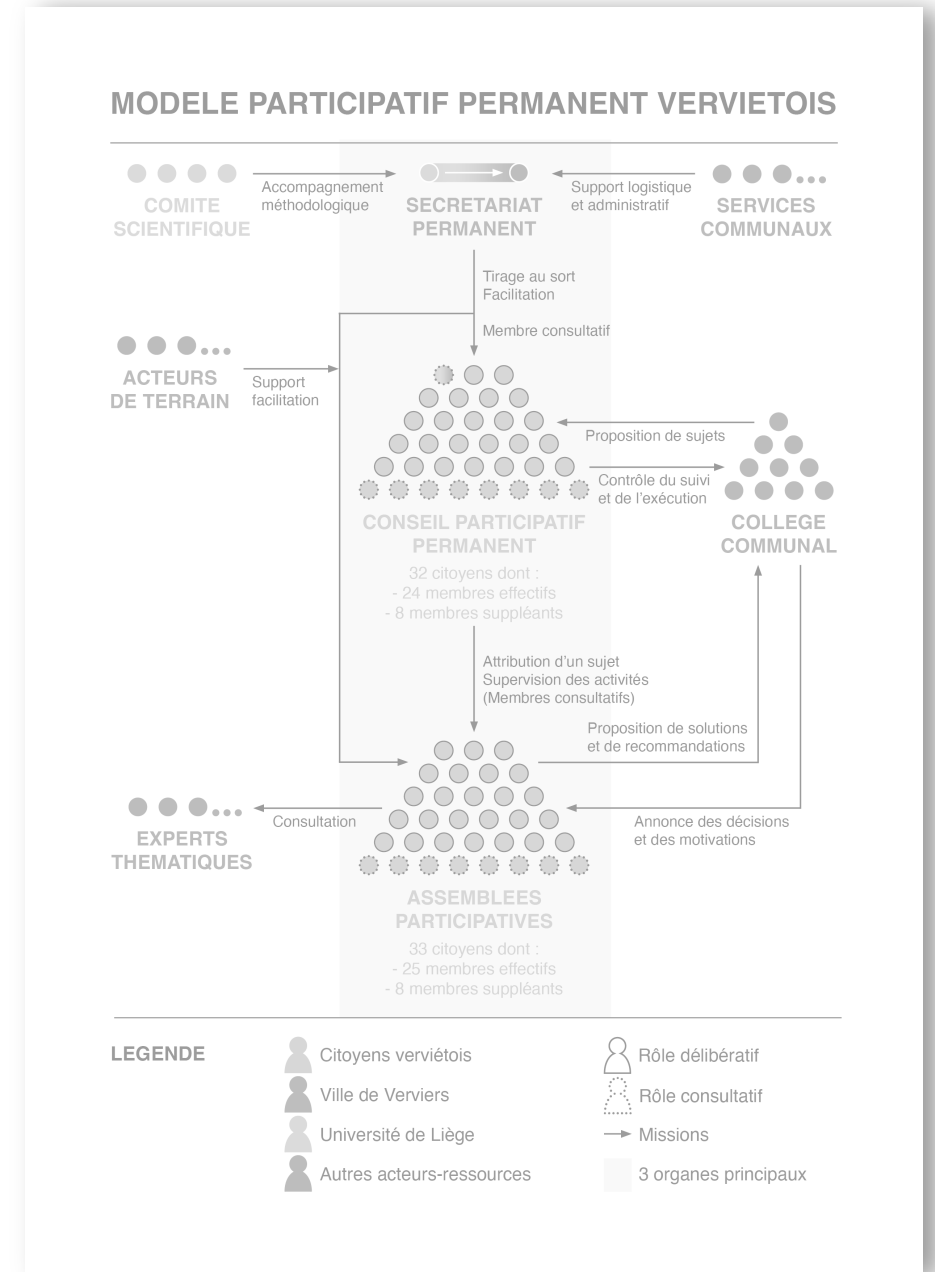 MODELE PARTICIPATIF PERMANENT VERVIETOIS
COMITE
SCIENTIFIQUE
Accompagnement
méthodologique
SECRETARIAT
PERMANENT
Support logistique
et administratif
SERVICES
COMMUNAUX
Tirage au sort
Facilitation
Membre consultatif
ACTEURS
DE TERRAIN
Support
facilitation
Proposition de sujets
Contrôle du suivi
et de l'exécution
CONSEIL PARTICIPATIF
PERMANENT
32 citoyens dont :
- 24 membres effectifs
- 8 membres suppléants
COLLEGE
COMMUNAL
Attribution d'un sujet
Supervision des activités
(Membres consultatifs)
Proposition de solutions
et de recommandations
EXPERTS
THEMATIQUES
Consultation
Annonce des décisions
et des motivations
ASSEMBLEES
PARTICIPATIVES
33 citoyens dont :
- 25 membres effectifs
- 8 membres suppléants
LEGENDE
Citoyens verviétois
Ville de Verviers
Université de Liège
Autres acteurs-ressources
Rôle délibératif
Rôle consultatif
Missions
3 organes principaux